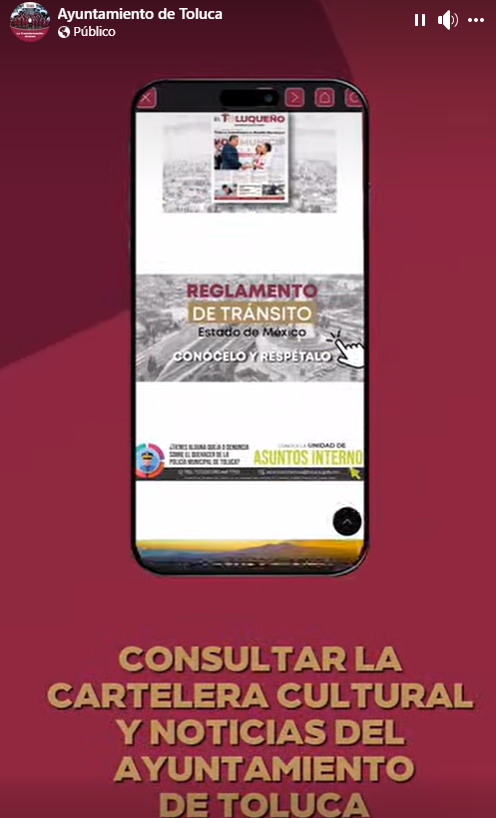 Ayuntamiento de Toluca
Público
EL TOLUQUEÑO
REGLAMENTO
DE TRÁNSITO
Estado de México
CONÓCELO Y RESPÉTALO
¿TIENES ALGUNA QUEJA O DENUNCIA
SOBRE EL QUEHACER DE LA
POLICÍA MUNICIPAL DE TOLUCA?
CONOCE LA UNIDAD DE
ASUNTOS INTERNO
CONSULTAR LA
CARTELERA CULTURAL
Y NOTICIAS DEL
AYUNTAMIENTO
DE TOLUCA